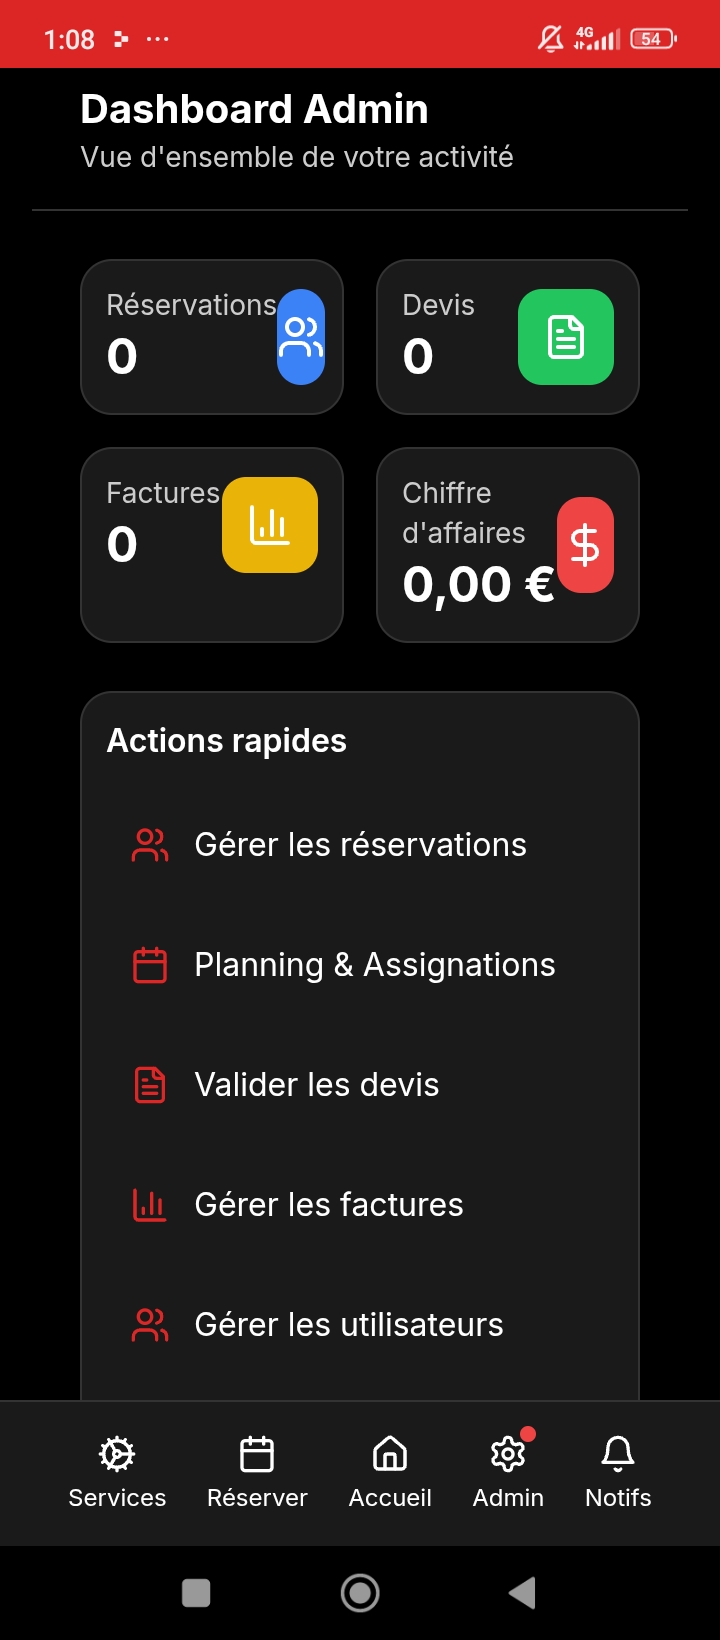 1:08
4G
54
Dashboard Admin
Vue d'ensemble de votre activité
Réservations
0
Devis
0
Factures
0
Chiffre
d'affaires
0,00 €
Actions rapides
Gérer les réservations
Planning & Assignations
Valider les devis
Gérer les factures
Gérer les utilisateurs
Services
Réserver
Accueil
Admin
Notifs